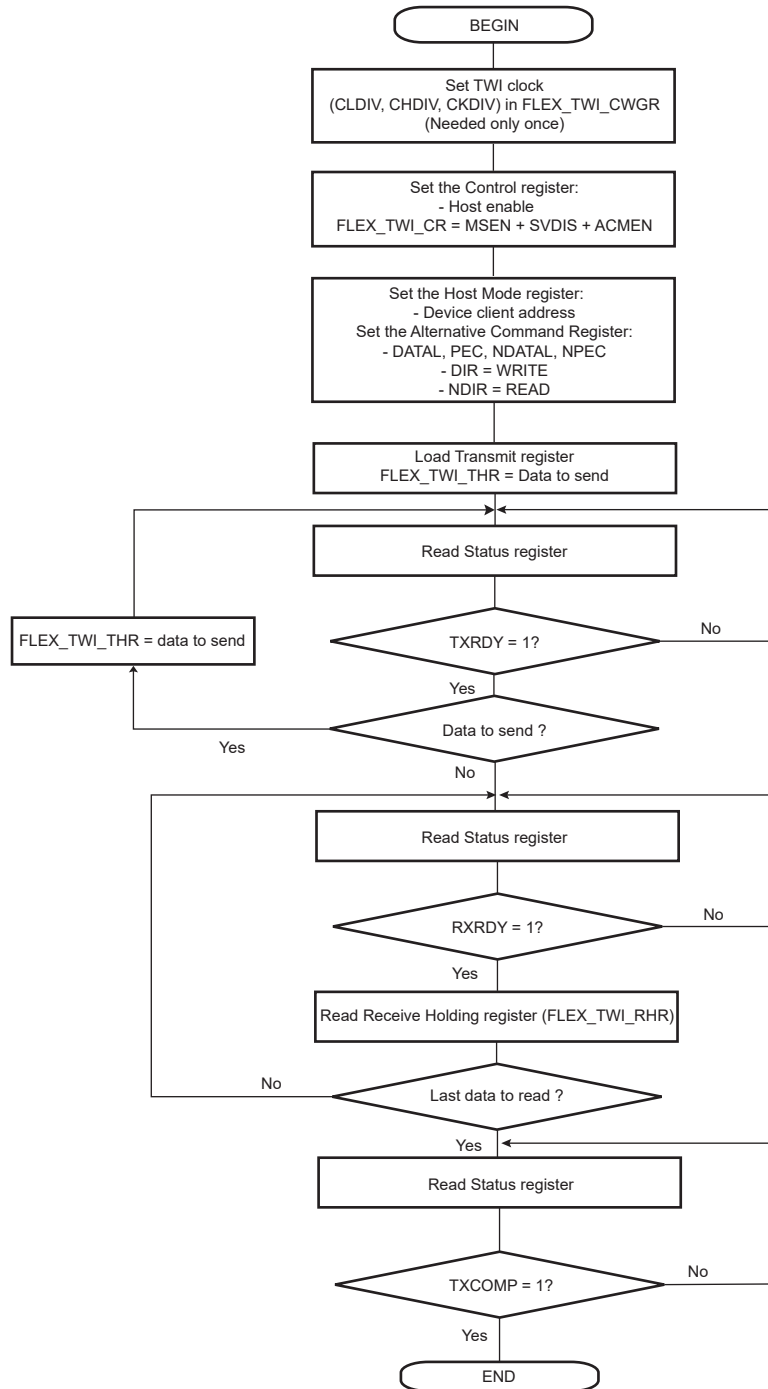 BEGIN
Set TWI clock
(CLDIV, CHDIV, CKDIV) in FLEX_TWI_CWGR
(Needed only once)
Set the Control register:
- Host enable
FLEX_TWI_CR = MSEN + SVDIS + ACMEN
Set the Host Mode register:
- Device client address
Set the Alternative Command Register:
- DATAL, PEC, NDATAL, NPEC
- DIR = WRITE
- NDIR = READ
Load Transmit register
FLEX_TWI_THR = Data to send
Read Status register
FLEX_TWI_THR = data to send
TXRDY = 1?
No
Yes
Data to send ?
Yes
No
Read Status register
RXRDY = 1?
No
Yes
Read Receive Holding register (FLEX_TWI_RHR)
No
Last data to read ?
Yes
Read Status register
TXCOMP = 1?
No
Yes
END